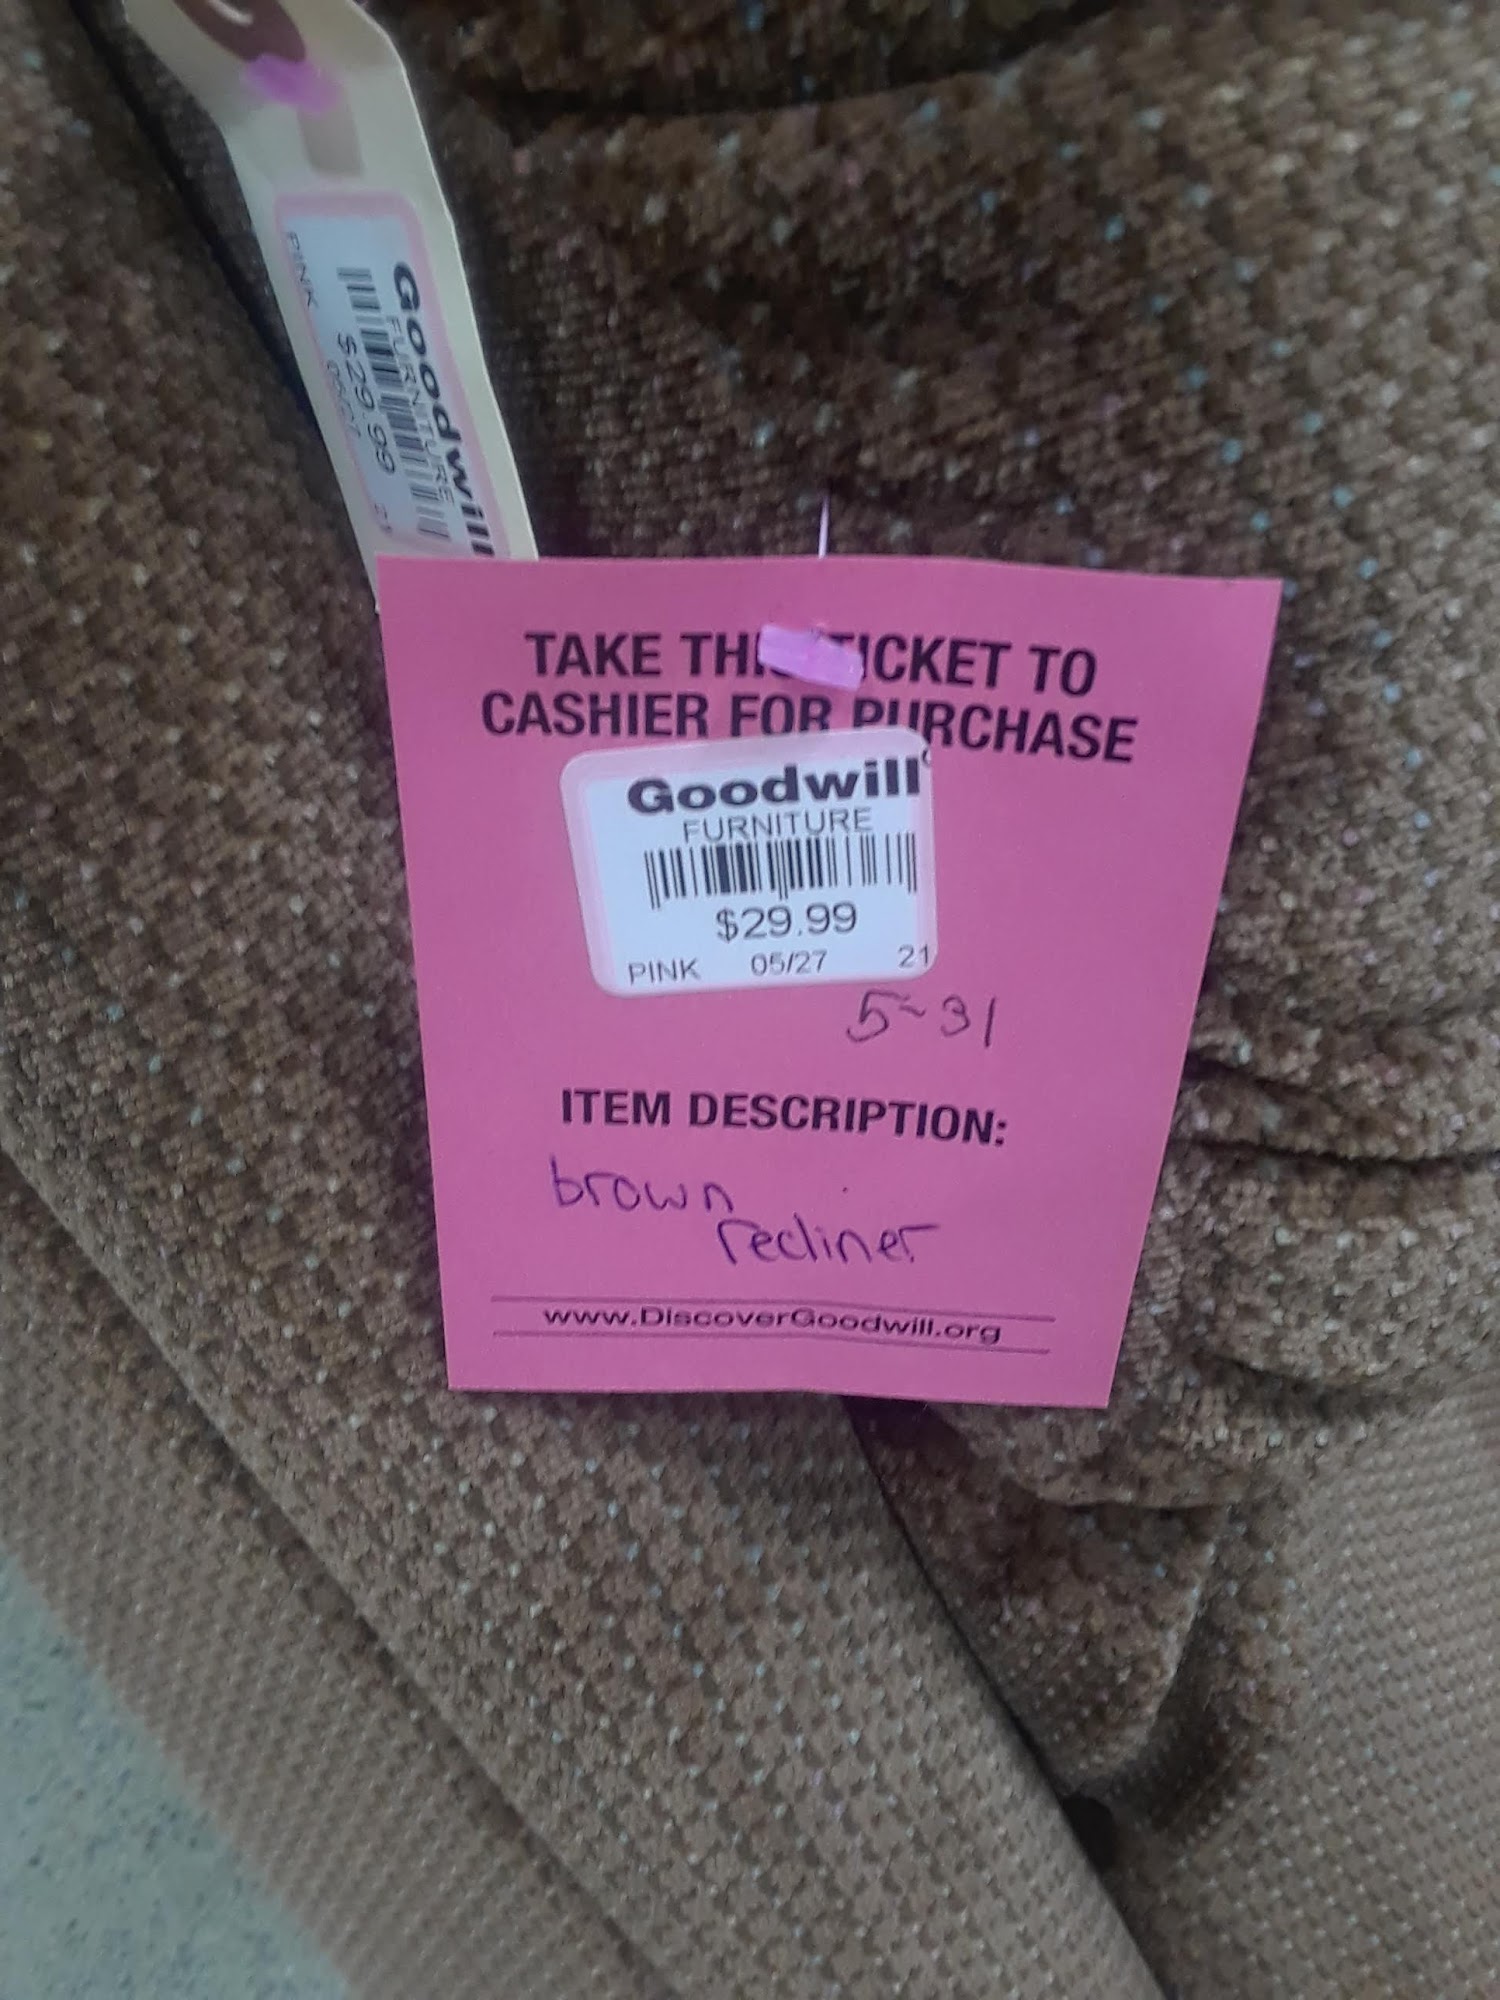 Goodwill
FURNITURE
$29.99
PINK
TAKE THIS TICKET TO
CASHIER FOR PURCHASE
Goodwill
FURNITURE
$29.99
PINK 05/27 21
5-31
ITEM DESCRIPTION:
brown
recliner
www.DiscoverGoodwill.org